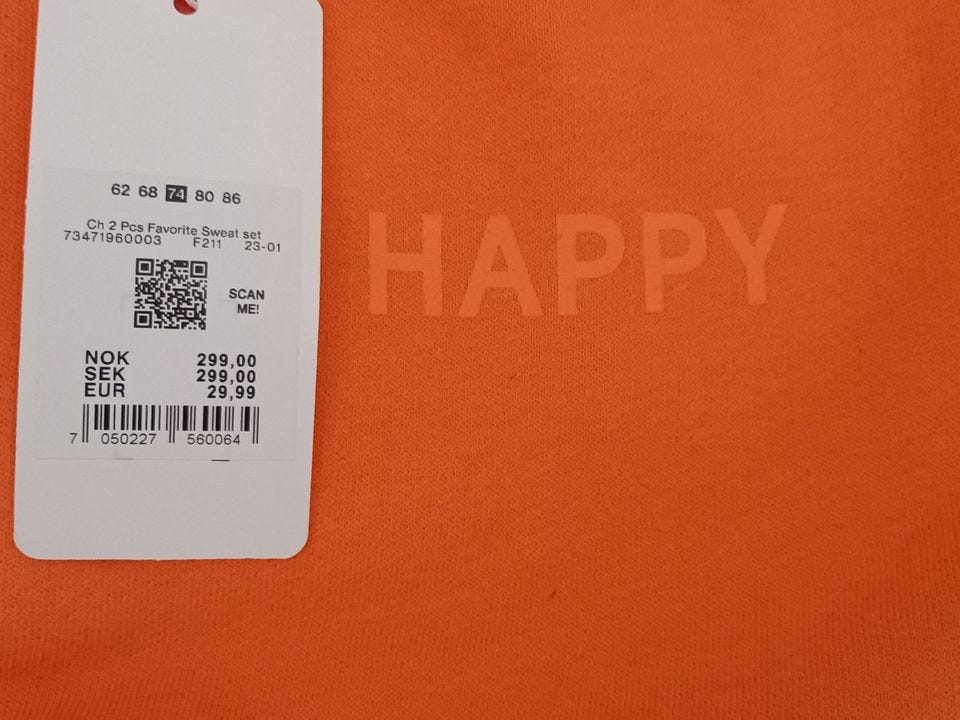 62 68 74 80 86
Ch 2 Pcs Favorite Sweat set
73471960003 F211 23-01
SCAN
ME!
NOK 299,00
SEK 299,00
EUR 29,99
7 050227 560064
HAPPY